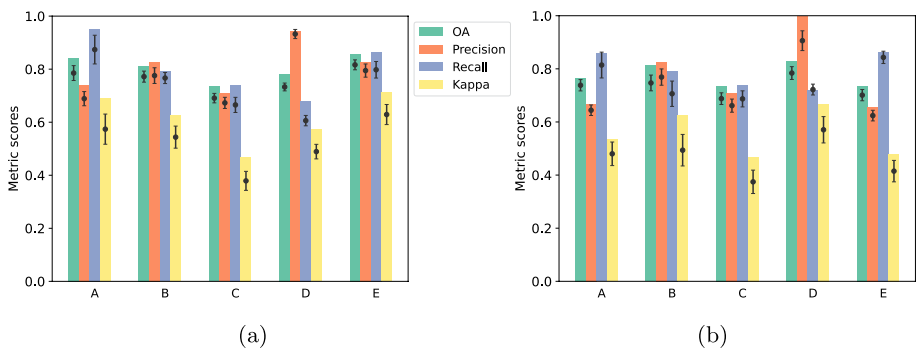 1.0
0.8
0.6
0.4
0.2
0.0
Metric scores
A B C D E
OA
Precision
Recall
Kappa
(a)
1.0
0.8
0.6
0.4
0.2
0.0
Metric scores
A B C D E
(b)